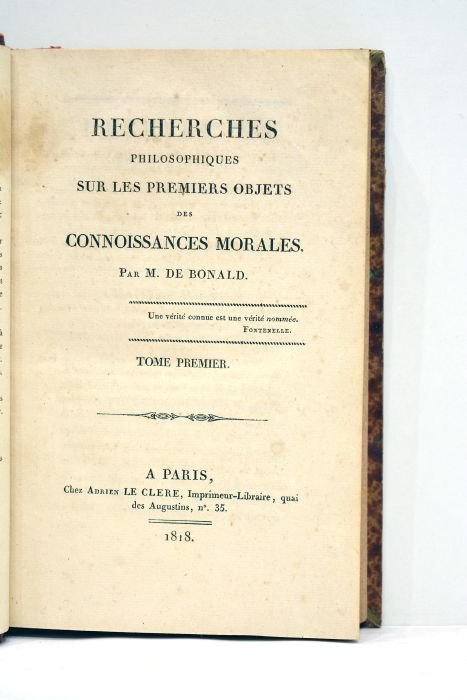 RECHERCHES
PHILOSOPHIQUES
SUR LES PREMIERS OBJETS
DES
CONNOISSANCES MORALES.
PAR M. DE BONALD.
Une vérité connue est une vérité nommée.
FONTENELLE.
TOME PREMIER.
A PARIS,
Chez ADRIEN LE CLERE, Imprimeur-Libraire, quai
des Augustins, nº. 35.
1818.